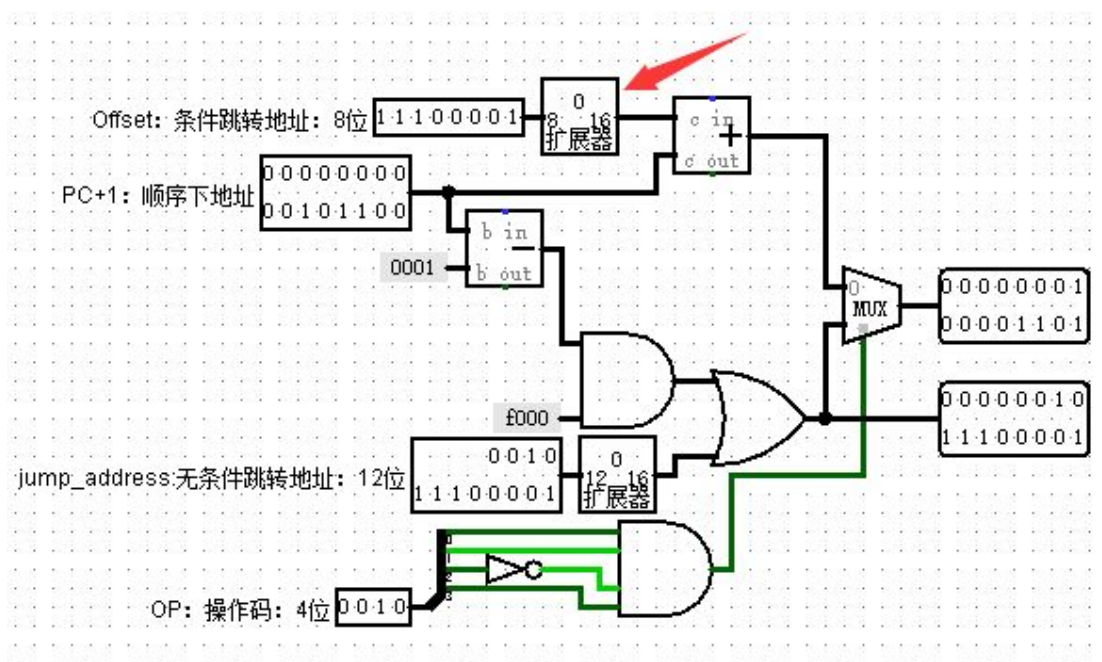 0
Offset：条件跳转地址：8位
1 1 1 0 0 0 0 1
8 16
扩展器
c in
+
c out
PC+1：顺序下地址
0 0 0 0 0 0 0 0
0 0 1 0 1 1 0 0
b in
−
b out
0001
0
MUX
0 0 0 0 0 0 0 1
0 0 0 0 1 1 0 1
f000
0 0 0 0 0 0 1 0
1 1 1 0 0 0 0 1
jump_address:无条件跳转地址：12位
0 0 1 0
1 1 1 0 0 0 0 1
0
12 16
扩展器
0
1
2
3
OP：操作码：4位
0 0 1 0